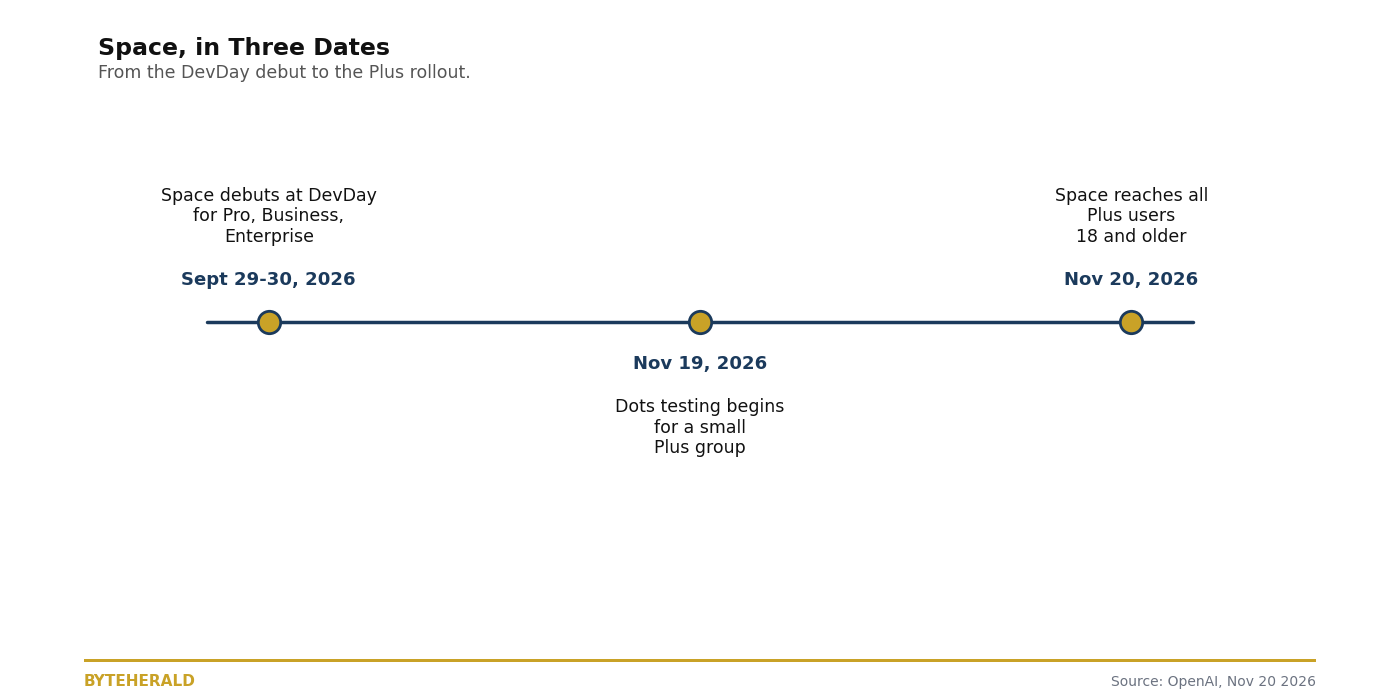 Space, in Three Dates
From the DevDay debut to the Plus rollout.
Space debuts at DevDay
for Pro, Business,
Enterprise
Sept 29-30, 2026
Nov 19, 2026
Dots testing begins
for a small
Plus group
Space reaches all
Plus users
18 and older
Nov 20, 2026
BYTEHERALD
Source: OpenAI, Nov 20 2026